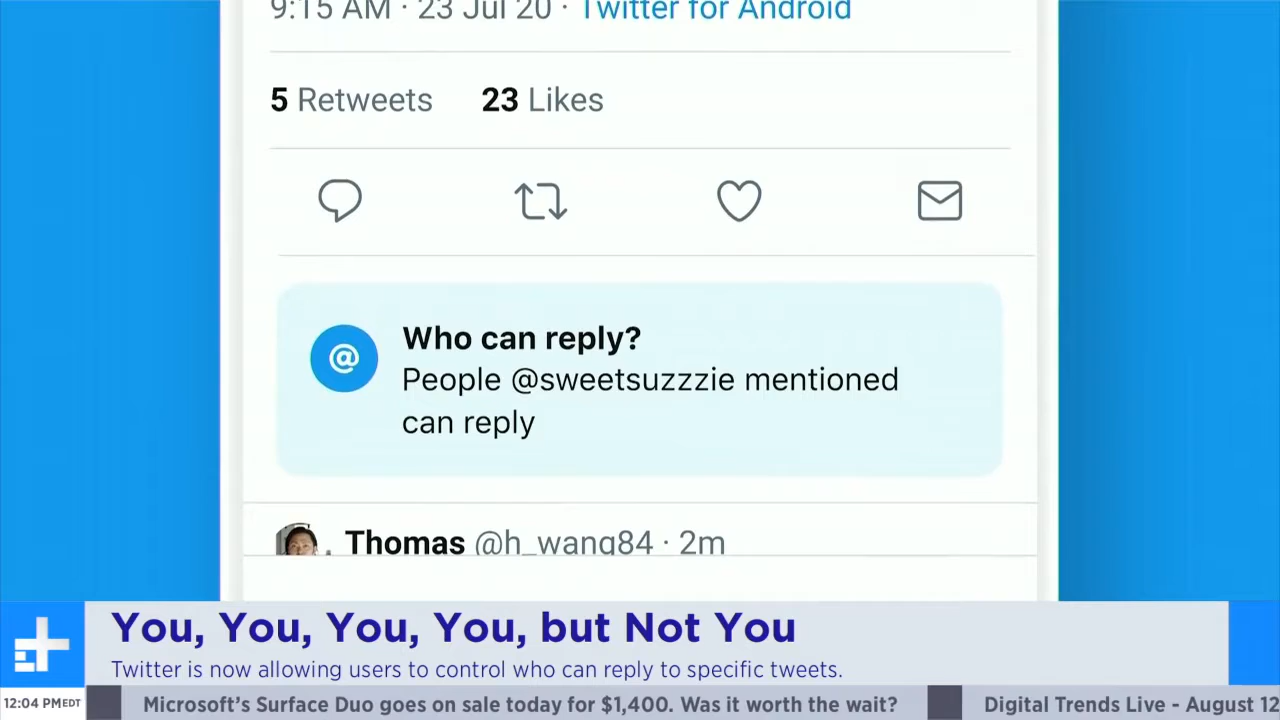 9:15 AM · 23 Jul 20 · Twitter for Android
5 Retweets 23 Likes
@
Who can reply?
People @sweetsuzzzie mentioned
can reply
Thomas @h_wang84 · 2m
You, You, You, You, but Not You
Twitter is now allowing users to control who can reply to specific tweets.
12:04 PM EDT
Microsoft's Surface Duo goes on sale today for $1,400. Was it worth the wait?
Digital Trends Live - August 12